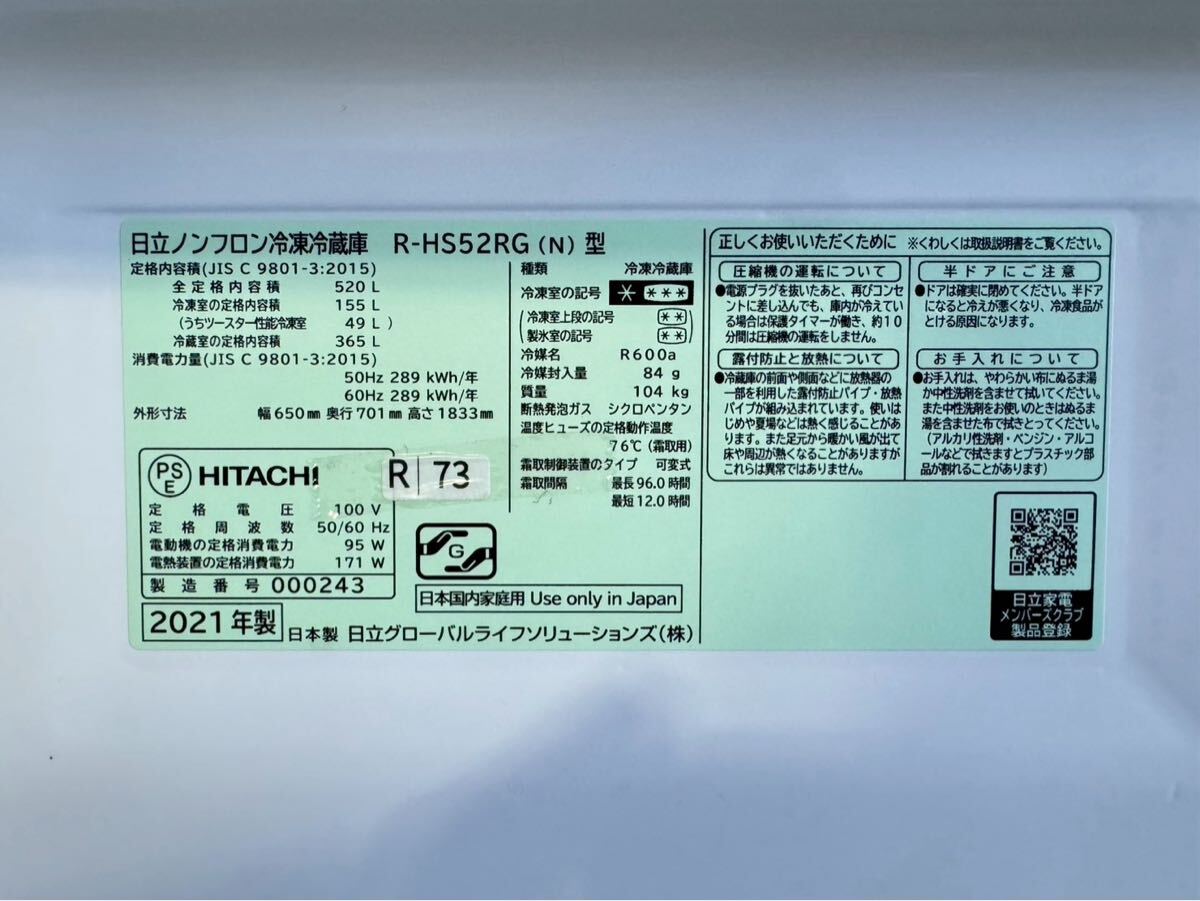 日立ノンフロン冷凍冷蔵庫 R-HS52RG (N) 型
定格内容積(JIS C 9801-3:2015)
全定格内容積 520 L
冷凍室の定格内容積 155 L
(うちツースター性能冷凍室 49 L )
冷蔵室の定格内容積 365 L
消費電力量(JIS C 9801-3:2015)
50Hz 289 kWh/年
60Hz 289 kWh/年
外形寸法 幅 650㎜ 奥行 701㎜ 高さ 1833㎜
PS
E
HITACHI
R 73
定格電圧 100 V
定格周波数 50/60 Hz
電動機の定格消費電力 95 W
電熱装置の定格消費電力 171 W
製造番号 000243
2021 年製
日本製 日立グローバルライフソリューションズ(株)
種類 冷凍冷蔵庫
冷凍室の記号 * ***
(冷凍室上段の記号 **)
(製氷室の記号 **)
冷媒名 R600a
冷媒封入量 84 g
質量 104 kg
断熱発泡ガス シクロペンタン
温度ヒューズの定格動作温度
76℃(霜取用)
霜取制御装置のタイプ 可変式
霜取間隔 最長 96.0 時間
最短 12.0 時間
G
日本国内家庭用 Use only in Japan
正しくお使いいただくために ※くわしくは取扱説明書をご覧ください。
圧縮機の運転について
●電源プラグを抜いたあと、再びコンセ
ントに差し込んでも、庫内が冷えてい
る場合は保護タイマーが働き、約10
分間は圧縮機の運転をしません。
半ドアにご注意
●ドアは確実に閉めてください。半ドア
になると冷えが悪くなり、冷凍食品が
とける原因になります。
露付防止と放熱について
●冷蔵庫の前面や側面などに放熱器の
一部を利用した露付防止パイプ・放熱
パイプが組み込まれています。使いは
じめや夏場などは熱く感じることがあ
ります。また足元から暖かい風が出て
床や周辺が熱くなることがありますが
これらは異常ではありません。
お手入れについて
●お手入れは、やわらかい布にぬるま湯
か中性洗剤を含ませて拭いてください。
また中性洗剤をお使いのときはぬるま
湯を含ませた布で拭きとってください。
(アルカリ性洗剤・ベンジン・アルコ
ールなどで拭きますとプラスチック部
品が割れることがあります)
日立家電
メンバーズクラブ
製品登録